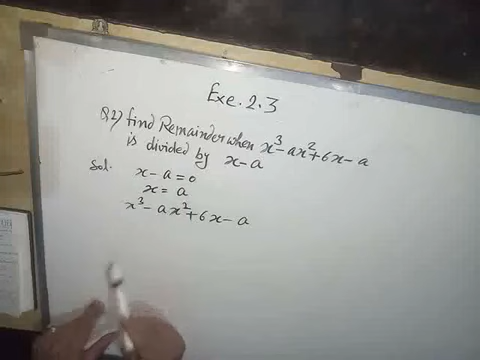 Exe. 2.3
Q2) find Remainder when x³-ax²+6x-a
is divided by x-a
Sol. x-a=0
x=a
x³-ax²+6x-a